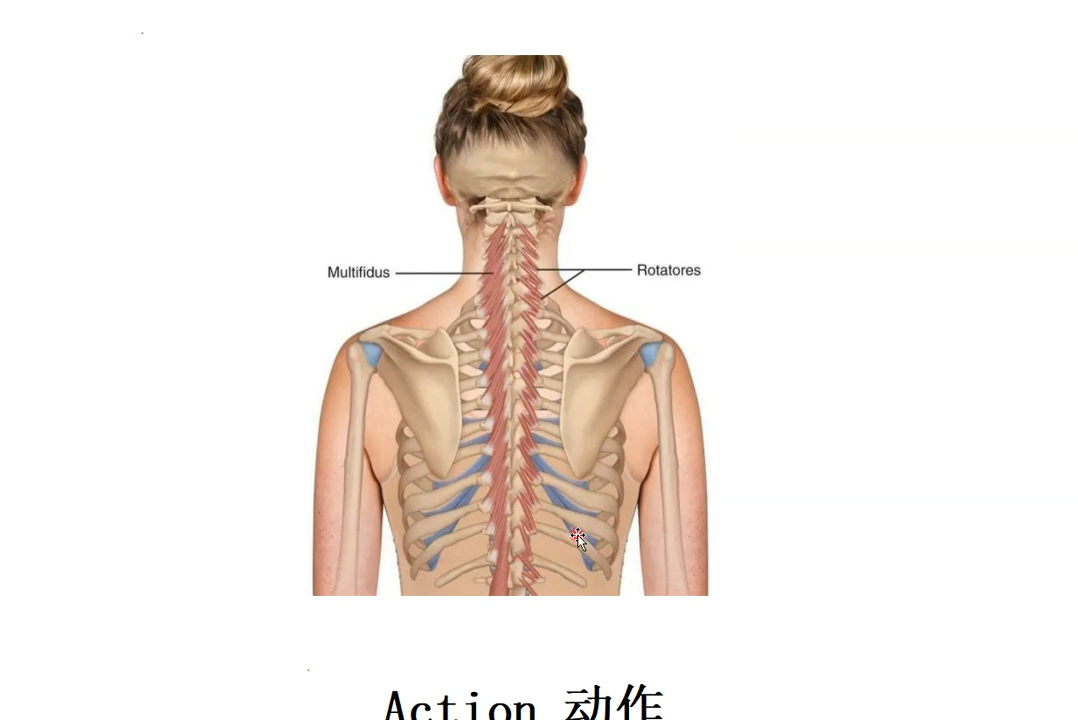 Multifidus
Rotatores
Action 动作